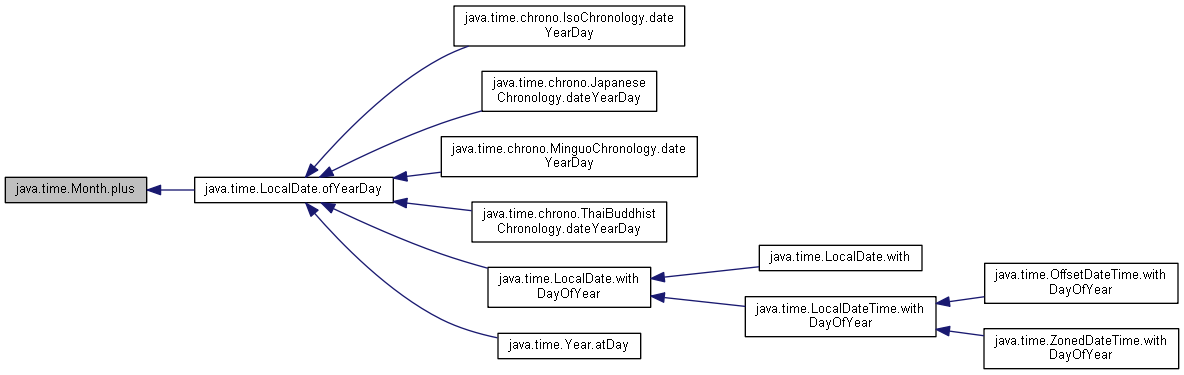 java.time.chrono.IsoChronology.date
YearDay
java.time.chrono.Japanese
Chronology.dateYearDay
java.time.chrono.MinguoChronology.date
YearDay
java.time.Month.plus
java.time.LocalDate.ofYearDay
java.time.chrono.ThaiBuddhist
Chronology.dateYearDay
java.time.LocalDate.with
DayOfYear
java.time.LocalDate.with
java.time.LocalDateTime.with
DayOfYear
java.time.OffsetDateTime.with
DayOfYear
java.time.ZonedDateTime.with
DayOfYear
java.time.Year.atDay